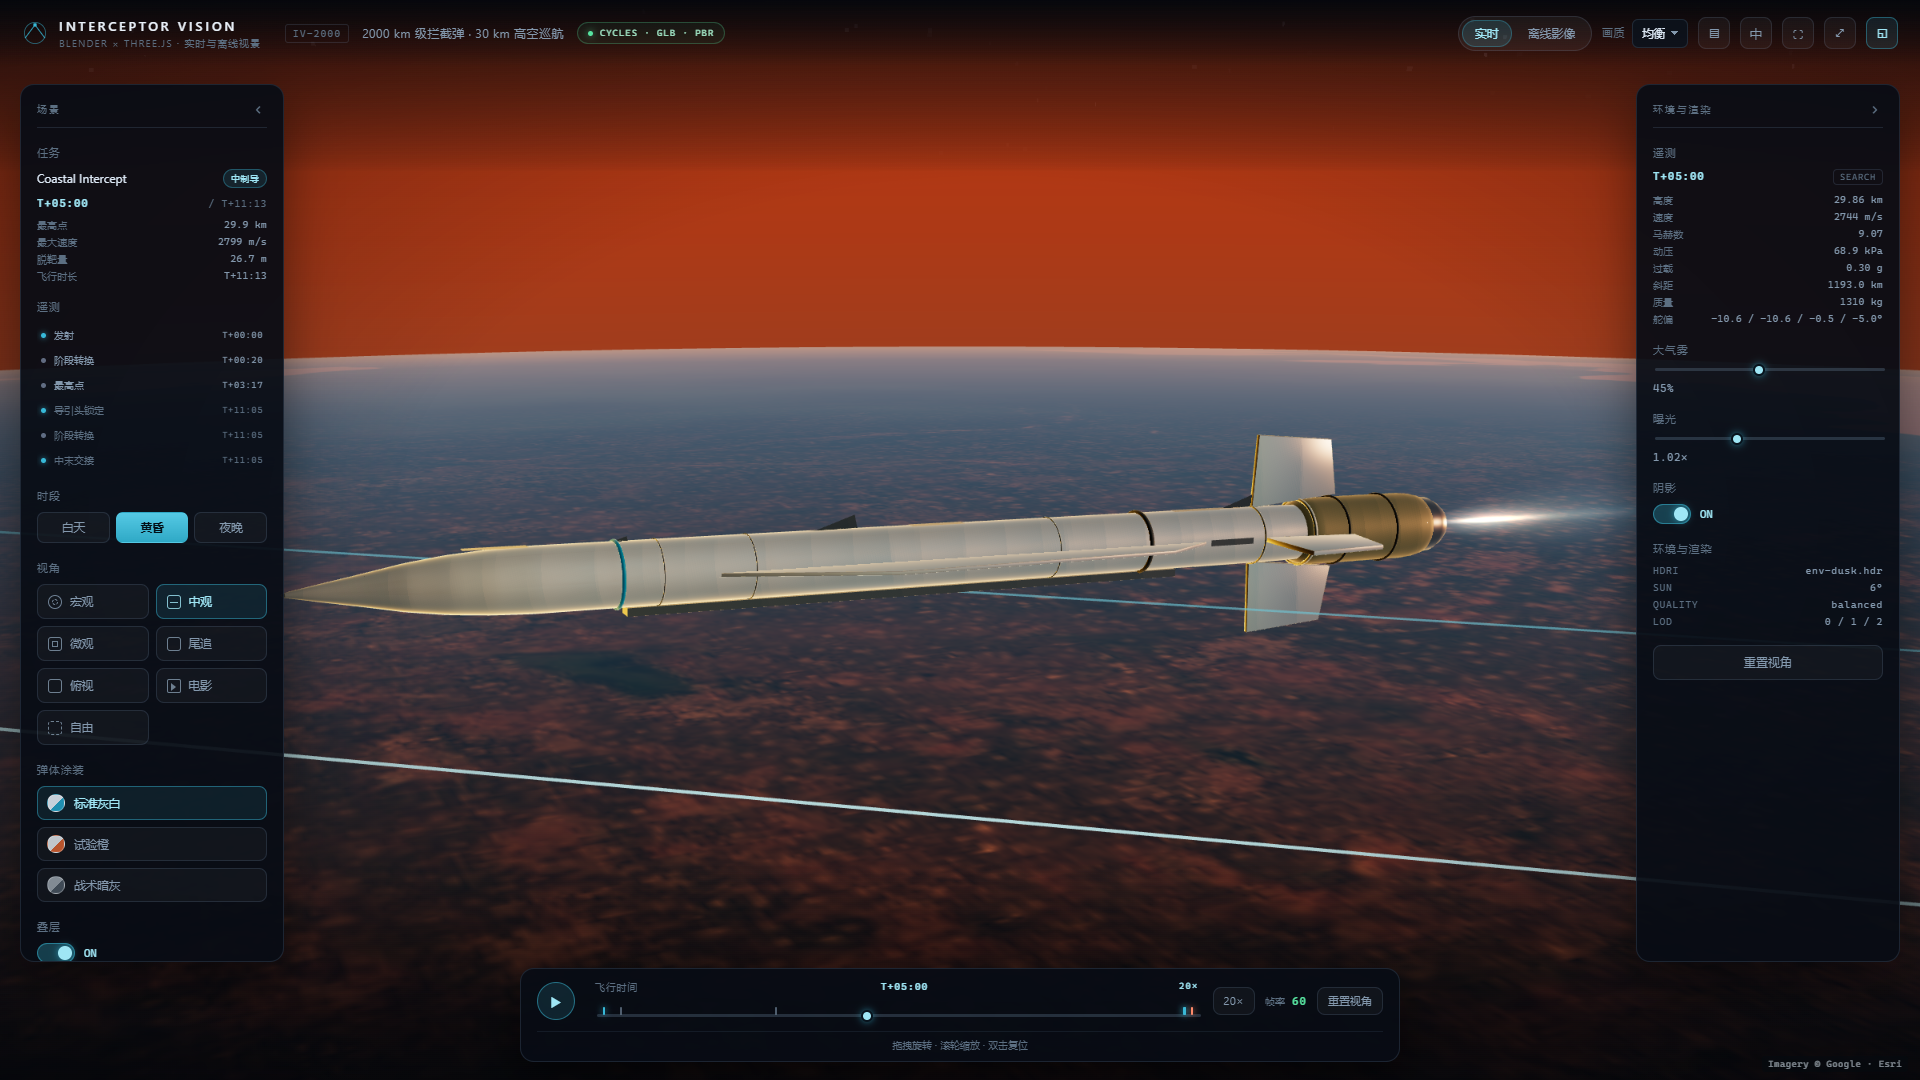 INTERCEPTOR VISION
BLENDER × THREE.JS · 实时与离线视景
IV-2000
2000 km 级拦截弹 · 30 km 高空巡航
CYCLES · GLB · PBR
实时
离线影像
画质
均衡
中
场景
任务
Coastal Intercept
中制导
T+05:00 / T+11:13
最高点 29.9 km
最大速度 2799 m/s
脱靶量 26.7 m
飞行时长 T+11:13
遥测
发射 T+00:00
阶段转换 T+00:20
最高点 T+03:17
导引头锁定 T+11:05
阶段转换 T+11:05
中末交接 T+11:05
时段
白天 黄昏 夜晚
视角
宏观 中观
微观 尾追
俯视 电影
自由
弹体涂装
标准灰白
试验橙
战术暗灰
叠层
ON
环境与渲染
遥测
T+05:00 SEARCH
高度 29.86 km
速度 2744 m/s
马赫数 9.07
动压 68.9 kPa
过载 0.30 g
斜距 1193.0 km
质量 1310 kg
舵偏 -10.6 / -10.6 / -0.5 / -5.0°
大气雾
45%
曝光
1.02×
阴影
ON
环境与渲染
HDRI env-dusk.hdr
SUN 6°
QUALITY balanced
LOD 0 / 1 / 2
重置视角
飞行时间 T+05:00 20×
20× 帧率 60 重置视角
拖拽旋转 · 滚轮缩放 · 双击复位
Imagery © Google · Esri